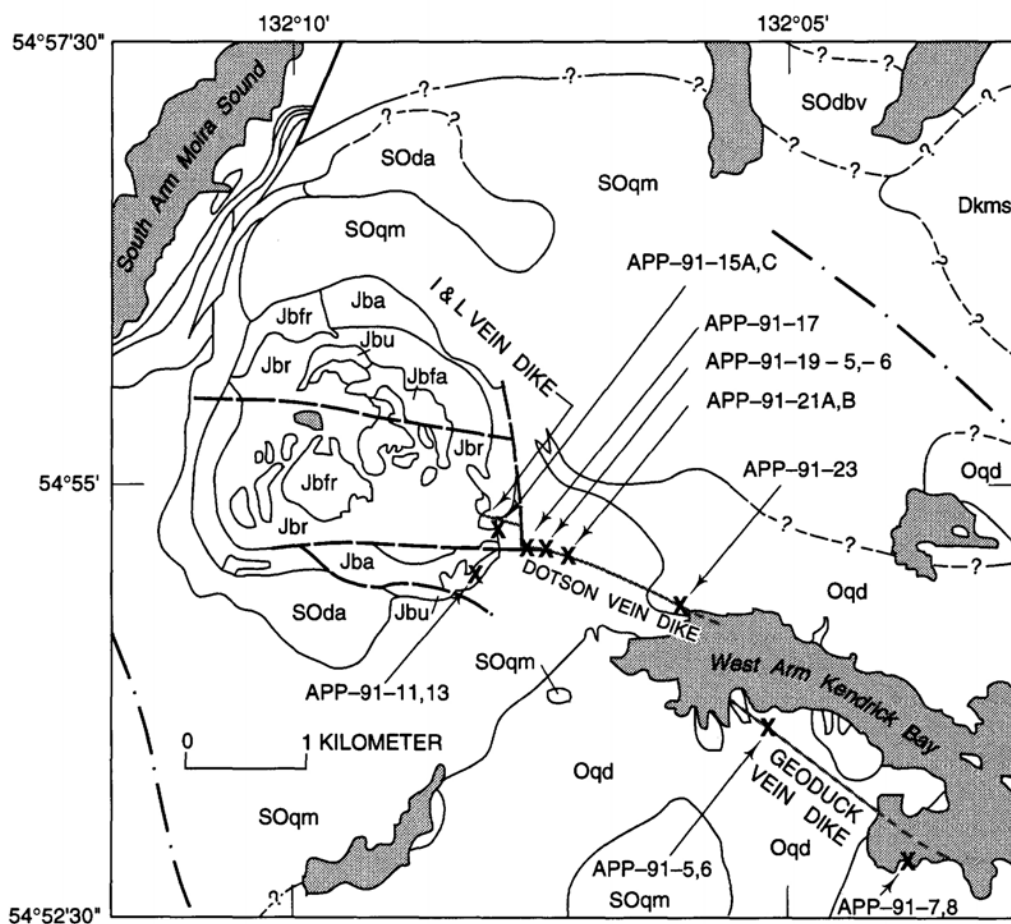 132°10'
132°05'
54°57'30"
South Arm Moira Sound
?
?
?
?
?
?
?
SOdbv
?
?
?
?
SOda
?
SOqm
Dkms
SOqm
?
APP–91–15A,C
I & L VEIN DIKE
Jba
Jbfr
Jbu
APP–91–17
Jbr
Jbfa
APP–91–19 – 5,– 6
APP–91–21A,B
Jbr
?
APP–91–23
Oqd
54°55'
Jbfr
?
Jbr
?
?
Jba
DOTSON VEIN DIKE
Oqd
SOda
Jbu
SOqm
West Arm Kendrick Bay
APP–91–11,13
0 1 KILOMETER
Oqd
GEODUCK
VEIN DIKE
SOqm
Oqd
APP–91–5,6
SOqm
?
APP–91–7,8
54°52'30"